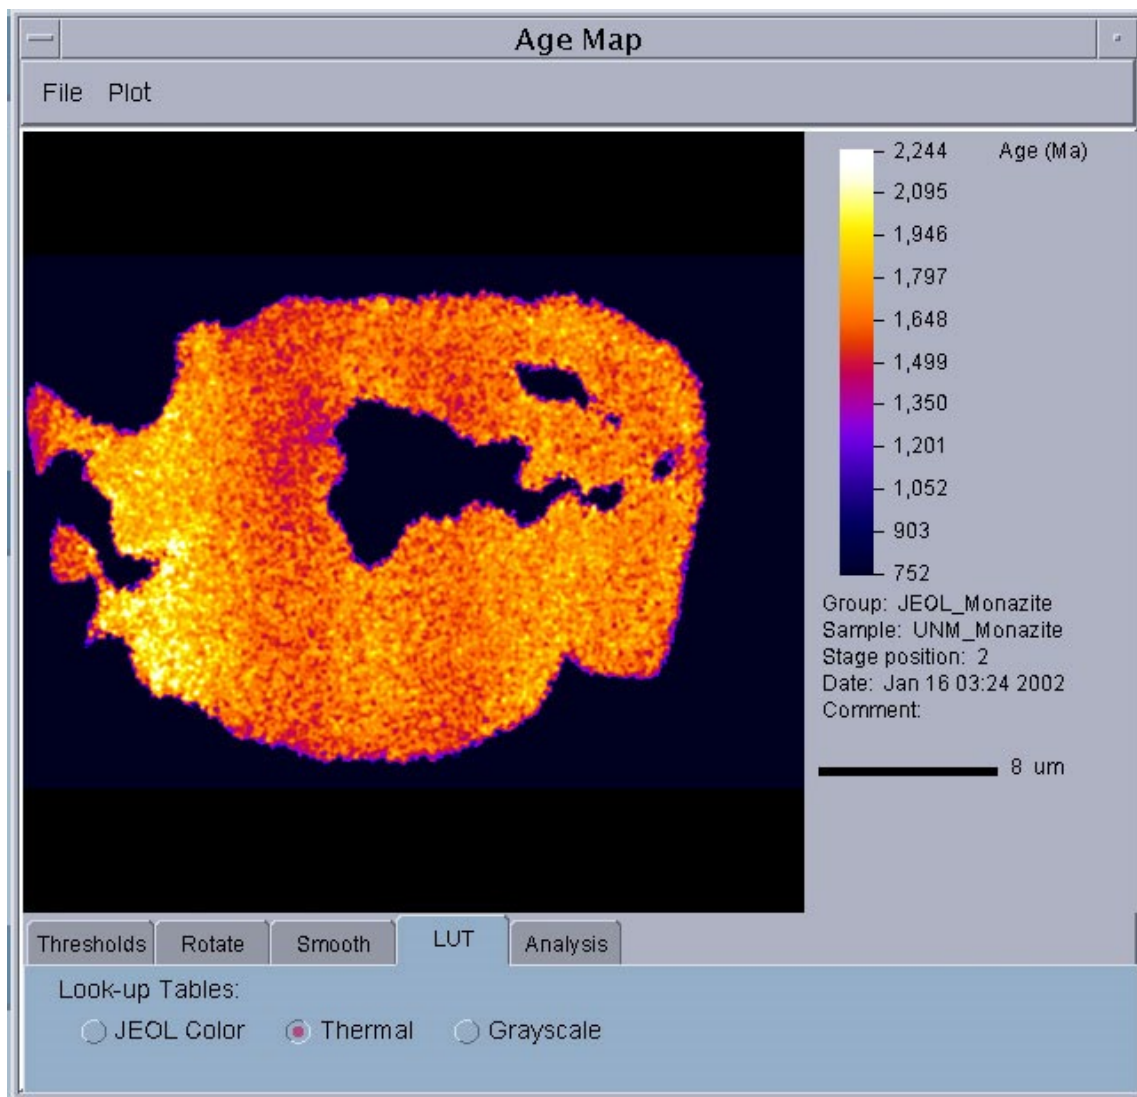 Age Map
File Plot
2,244 Age (Ma)
2,095
1,946
1,797
1,648
1,499
1,350
1,201
1,052
903
752
Group: JEOL_Monazite
Sample: UNM_Monazite
Stage position: 2
Date: Jan 16 03:24 2002
Comment:
8 um
Thresholds Rotate Smooth LUT Analysis
Look-up Tables:
JEOL Color Thermal Grayscale